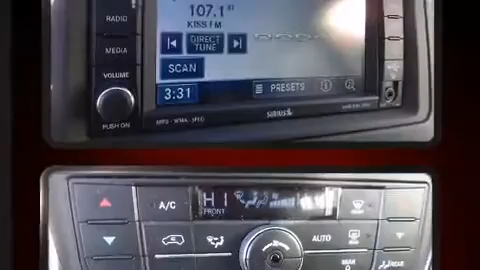 RADIO
107.1
KISS FM
MEDIA
DIRECT
TUNE
SCAN
VOLUME
PRESETS
3:31
PUSH ON
SIRIUS
A/C
HI
FRONT
AUTO
REAR